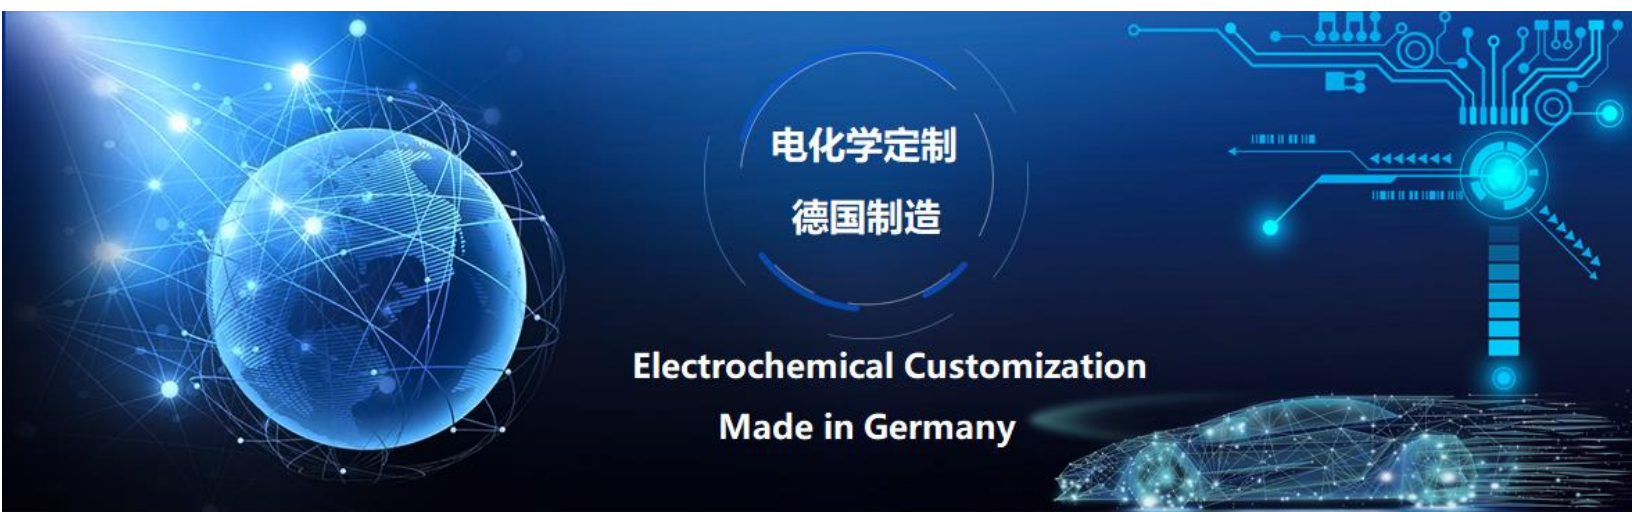 电化学定制
德国制造
Electrochemical Customization
Made in Germany